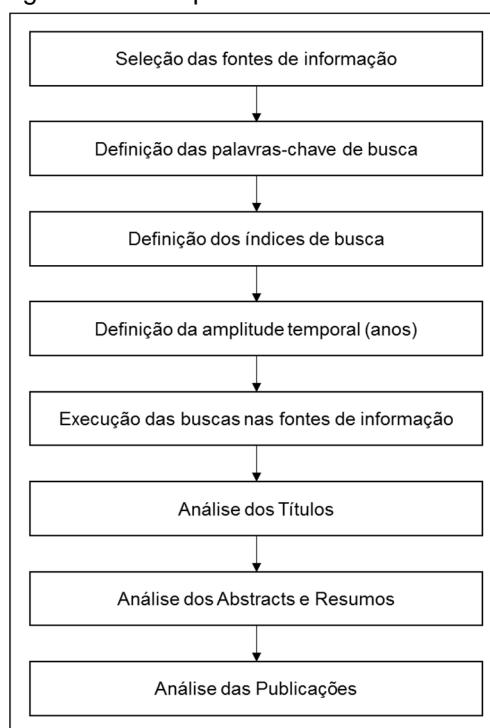 Seleção das fontes de informação
Definição das palavras-chave de busca
Definição dos índices de busca
Definição da amplitude temporal (anos)
Execução das buscas nas fontes de informação
Análise dos Títulos
Análise dos Abstracts e Resumos
Análise das Publicações